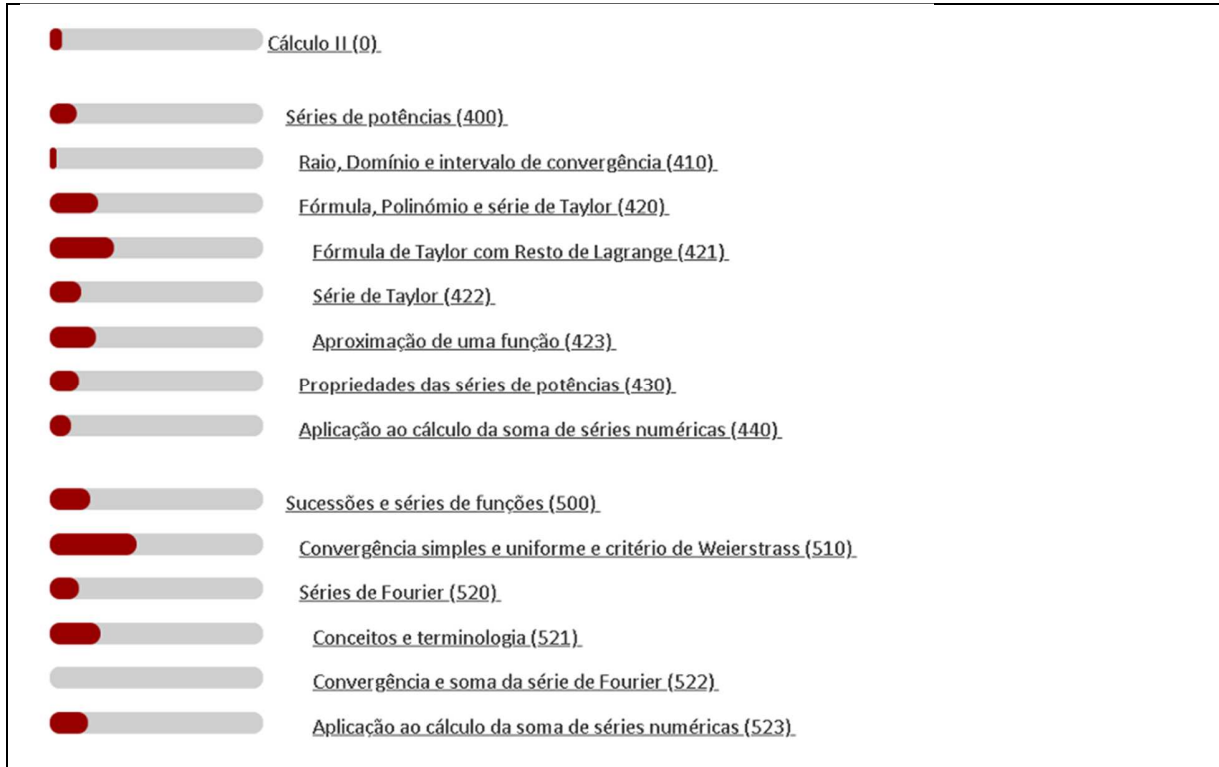 Cálculo II (0)
Séries de potências (400)
Raio, Domínio e intervalo de convergência (410)
Fórmula, Polinómio e série de Taylor (420)
Fórmula de Taylor com Resto de Lagrange (421)
Série de Taylor (422)
Aproximação de uma função (423)
Propriedades das séries de potências (430)
Aplicação ao cálculo da soma de séries numéricas (440)
Sucessões e séries de funções (500)
Convergência simples e uniforme e critério de Weierstrass (510)
Séries de Fourier (520)
Conceitos e terminologia (521)
Convergência e soma da série de Fourier (522)
Aplicação ao cálculo da soma de séries numéricas (523)